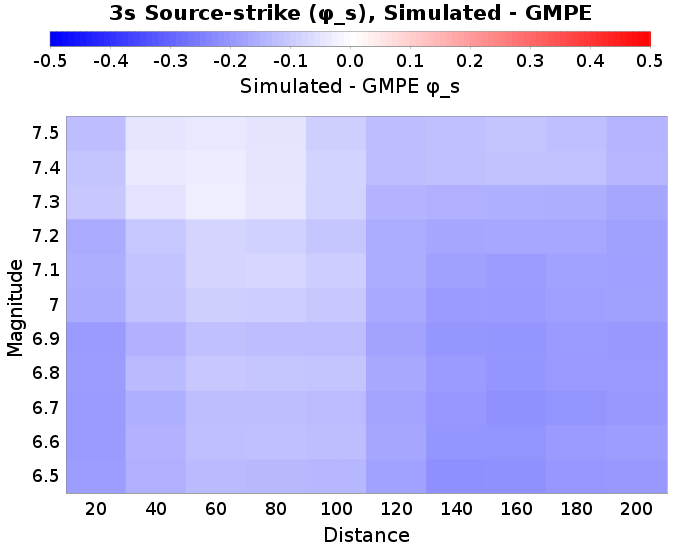 3s Source-strike (φ_s), Simulated - GMPE
-0.5 -0.4 -0.3 -0.2 -0.1 0.0 0.1 0.2 0.3 0.4 0.5
Simulated - GMPE φ_s
Magnitude
7.5
7.4
7.3
7.2
7.1
7
6.9
6.8
6.7
6.6
6.5
20 40 60 80 100 120 140 160 180 200
Distance